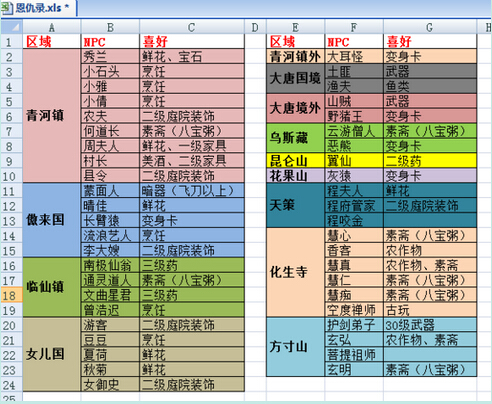 恩仇录.xls *
A B C D E F G H
1 区域 NPC 喜好 区域 NPC 喜好
2 秀兰 鲜花、宝石 青河镇外 大耳怪 变身卡
3 小石头 烹饪 土匪 武器
4 小雅 烹饪 大唐国境 渔夫 鱼类
5 小倩 烹饪 山贼 武器
6 青河镇 农夫 二级庭院装饰 大唐境外 野猪王 变身卡
7 何道长 素斋（八宝粥） 云游僧人 素斋（八宝粥）
8 周夫人 鲜花、一级家具 乌斯藏 恶熊 变身卡
9 村长 美酒、二级家具 昆仑山 翼仙 二级药
10 县令 二级庭院装饰 花果山 灰猿 变身卡
11 蒙面人 暗器（飞刀以上） 程夫人 鲜花
12 晴佳 鲜花 天策 程府管家 二级庭院装饰
13 傲来国 长臂猿 变身卡 程咬金
14 流浪艺人 烹饪 慧心 素斋（八宝粥）
15 李大嫂 二级庭院装饰 香客 农作物
16 南极仙翁 三级药 慧真 农作物、素斋
17 临仙镇 通灵道人 素斋（八宝粥） 化生寺 慧仁 素斋（八宝粥）
18 文曲星君 三级药 慧痴 素斋（八宝粥）
19 曾浩迟 烹饪 空度禅师 古玩
20 游客 二级庭院装饰 护剑弟子 30级武器
21 豆豆 烹饪 玄弘 农作物、素斋
22 女儿国 夏荷 鲜花 方寸山 菩提祖师
23 秋菊 鲜花 玄明 素斋（八宝粥）
24 女御史 二级庭院装饰
25